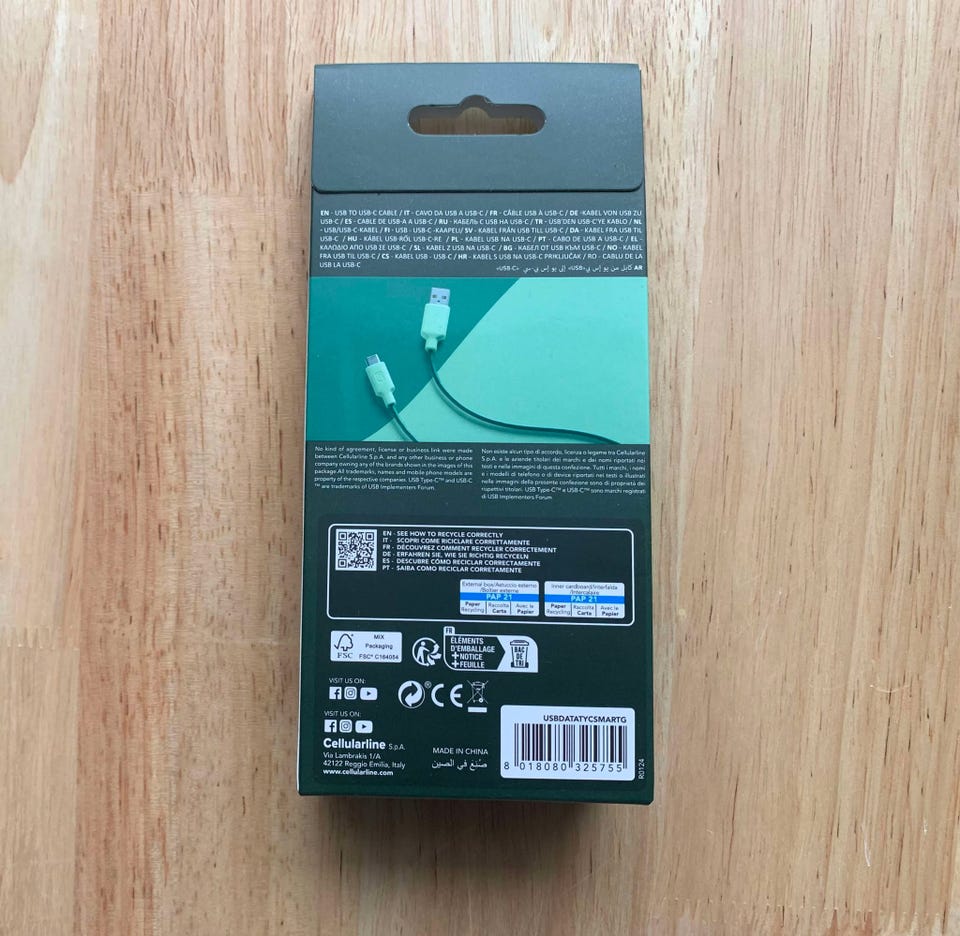 EN - USB TO USB-C CABLE / IT - CAVO DA USB A USB-C / FR - CÂBLE USB À USB-C / DE -KABEL VON USB ZU
USB-C / ES - CABLE DE USB-A A USB-C / RU - КАБЕЛЬ С USB НА USB-C / TR - USB'DEN USB-C'YE KABLO / NL
- USB/USB-C-KABEL / FI - USB - USB-C -KAAPELI/ SV - KABEL FRÅN USB TILL USB-C / DA - KABEL FRA USB TIL
USB-C / HU - KÁBEL USB-RŐL USB-C-RE / PL - KABEL USB NA USB-C / PT - CABO DE USB A USB-C / EL -
ΚΑΛΩΔΙΟ ΑΠΟ USB ΣΕ USB-C / SL - KABEL Z USB NA USB-C / BG - КАБЕЛ ОТ USB КЪМ USB-C / NO - KABEL
FRA USB TIL USB-C / CS - KABEL USB - USB-C / HR - KABEL S USB NA USB-C PRIKLJUČAK / RO - CABLU DE LA
USB LA USB-C
AR كابل من يو إس بي «USB» إلى يو إس بي-سي «USB-C»
No kind of agreement, license or business link were made
between Cellularline S.p.A. and any other business or phone
company owning any of the brands shown in the images of this
package.All trademarks, names and mobile phone models are
property of the respective companies. USB Type-C™ and USB-C
™ are trademarks of USB Implementers Forum.
Non esiste alcun tipo di accordo, licenza o legame tra Cellularline
S.p.A. e le aziende titolari dei marchi e dei nomi riportati nei
testi e nelle immagini di questa confezione. Tutti i marchi, i nomi
e i modelli di telefono o di device riportati nei testi o illustrati
nelle immagini della presente confezione sono di proprietà dei
rispettivi titolari. USB Type-C™ e USB-C™ sono marchi registrati
di USB Implementers Forum
EN - SEE HOW TO RECYCLE CORRECTLY
IT - SCOPRI COME RICICLARE CORRETTAMENTE
FR - DÉCOUVREZ COMMENT RECYCLER CORRECTEMENT
DE - ERFAHREN SIE, WIE SIE RICHTIG RECYCELN
ES - DESCUBRE CÓMO RECICLAR CORRECTAMENTE
PT - SAIBA COMO RECICLAR CORRETAMENTE
External box/Astuccio esterno
/Boîtier externe
PAP 21
Paper Recycling Raccolta Carta Avec le Papier
Inner cardboard/Interfalda
/Intercalaire
PAP 21
Paper Recycling Raccolta Carta Avec le Papier
FSC
MIX
Packaging
FSC® C164054
FR
ÉLÉMENTS
D'EMBALLAGE
+NOTICE
+FEUILLE
BAC
DE
TRI
VISIT US ON:
® CE
VISIT US ON:
Cellularline S.p.A.
Via Lambrakis 1/A
42122 Reggio Emilia, Italy
www.cellularline.com
MADE IN CHINA
صُنِعَ في الصين
USBDATATYCSMARTG
8 018080 325755
R0124